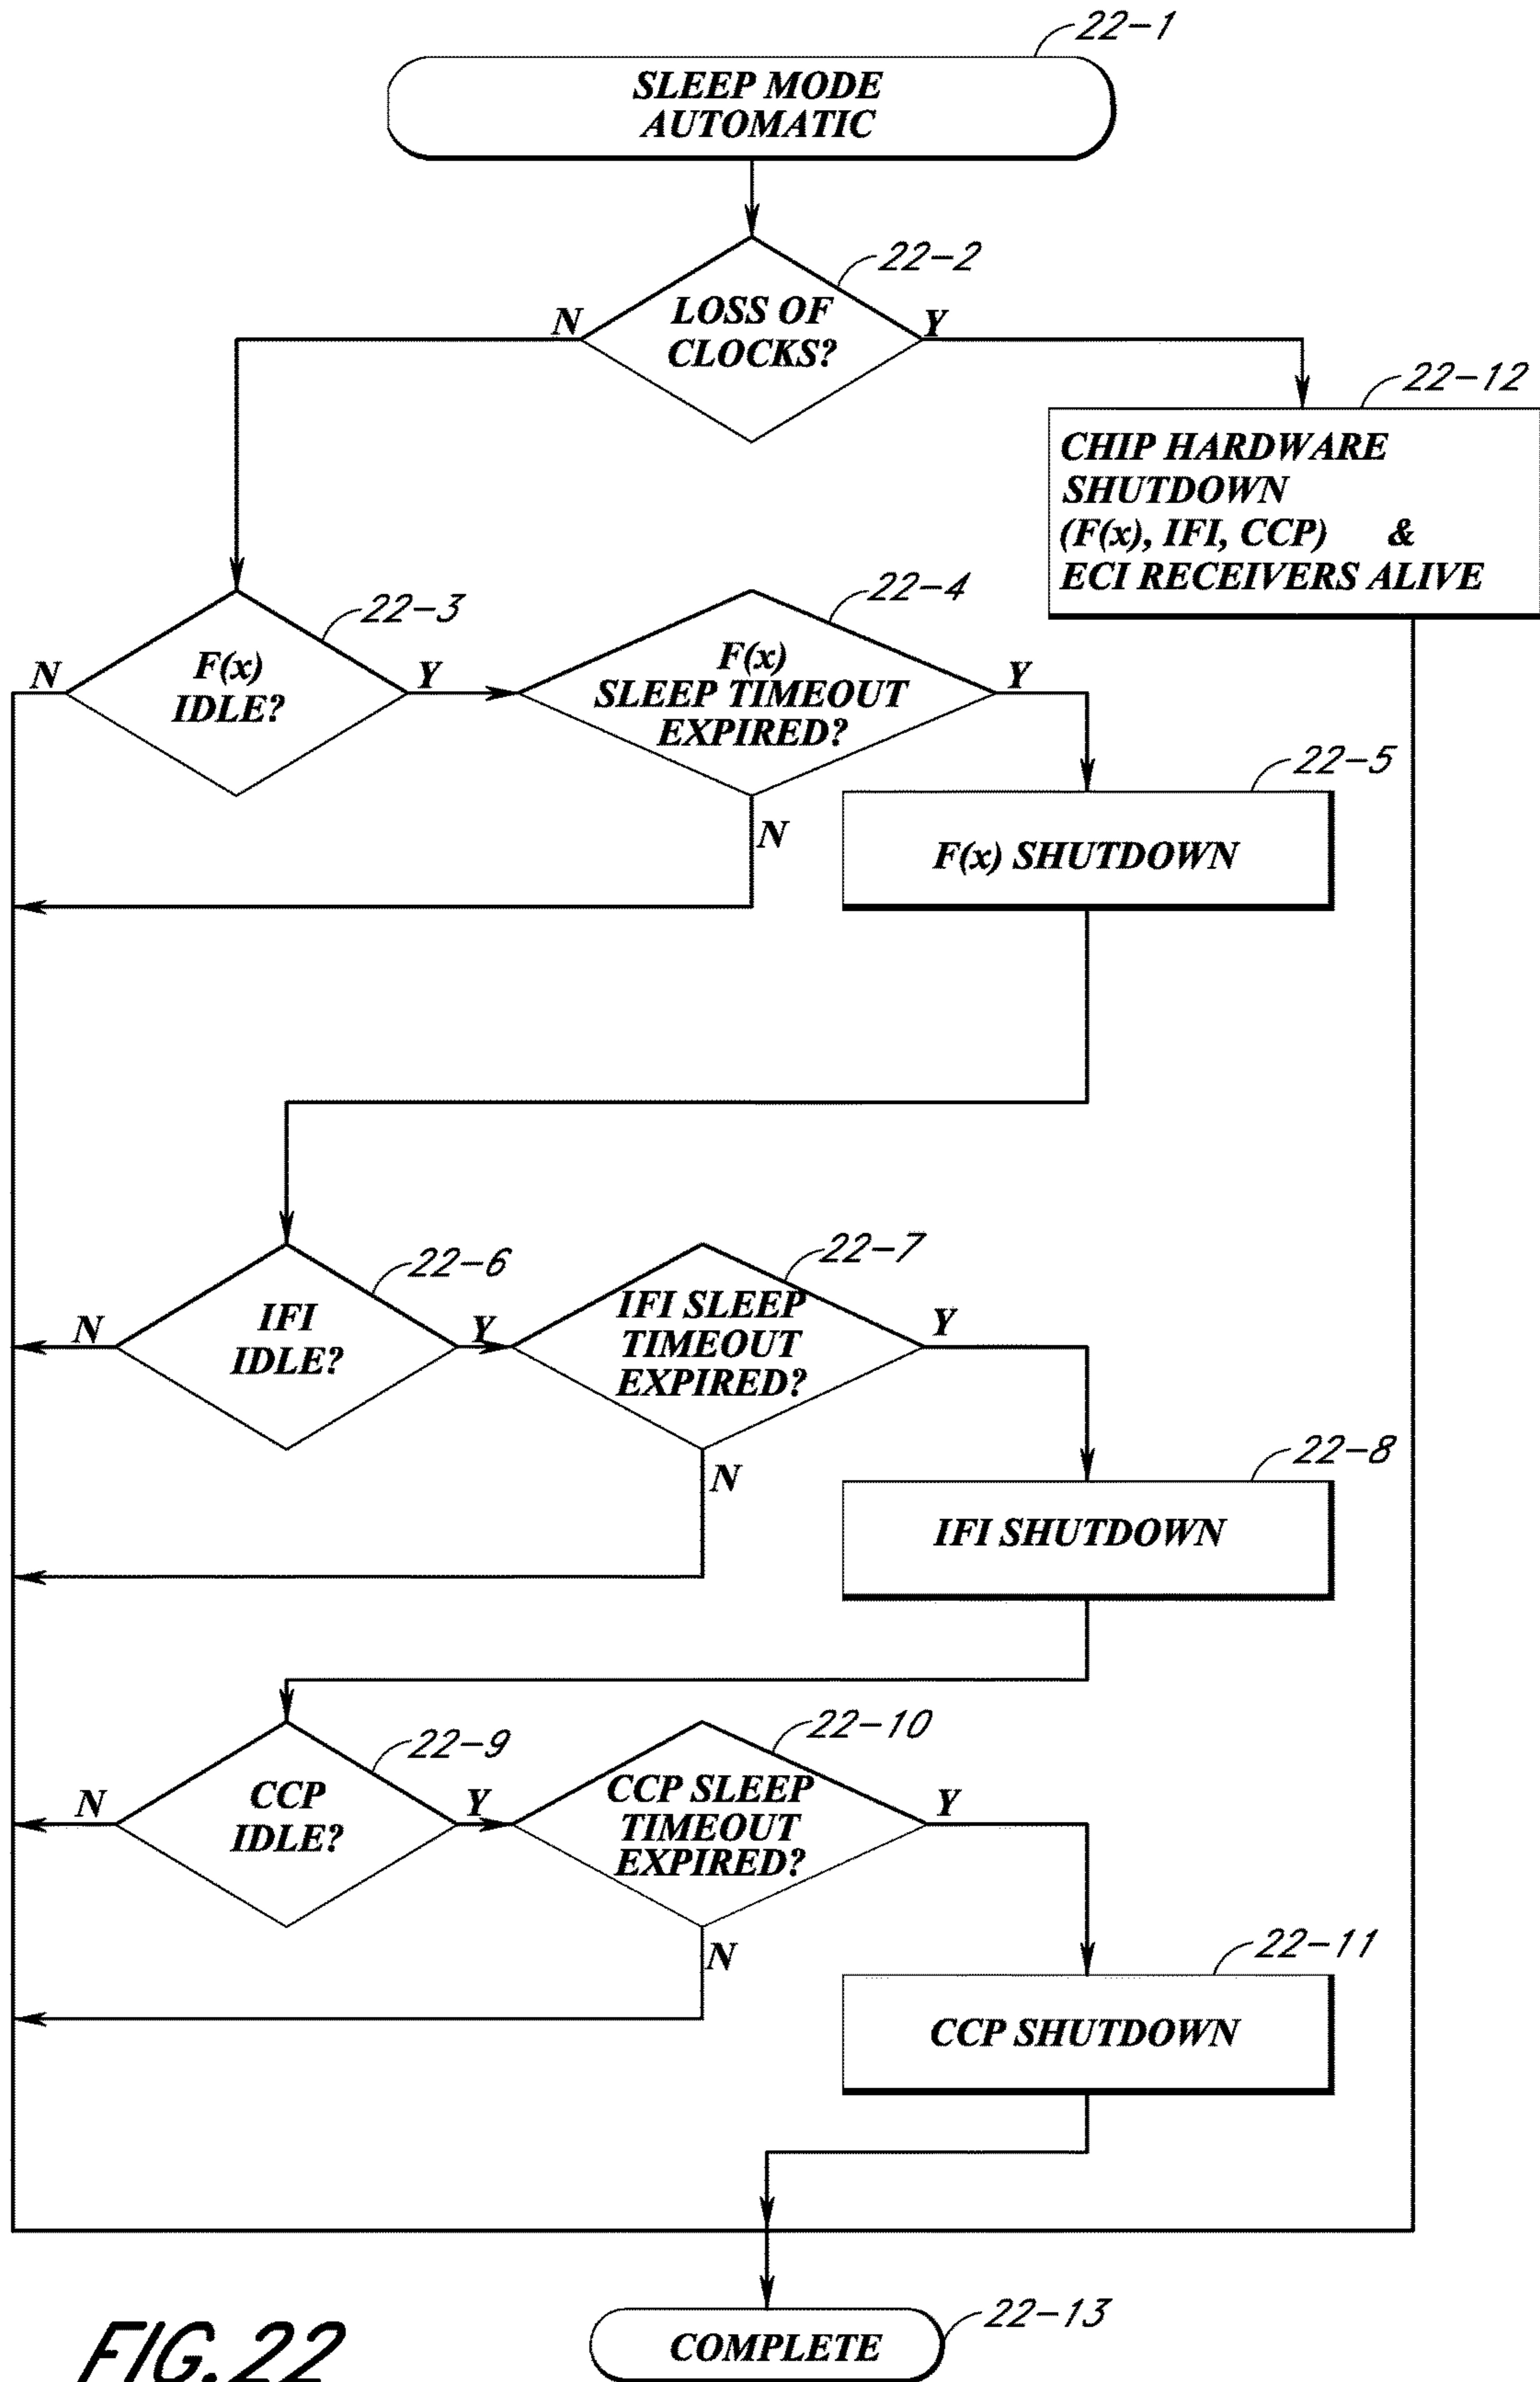 22-1
SLEEP MODE
AUTOMATIC
22-2
LOSS OF
CLOCKS?
N
Y
22-12
CHIP HARDWARE
SHUTDOWN
(F(x), IFI, CCP) &
ECI RECEIVERS ALIVE
22-3
N
F(x)
IDLE?
Y
22-4
F(x)
SLEEP TIMEOUT
EXPIRED?
Y
N
22-5
F(x) SHUTDOWN
22-6
N
IFI
IDLE?
Y
22-7
IFI SLEEP
TIMEOUT
EXPIRED?
Y
N
22-8
IFI SHUTDOWN
22-9
N
CCP
IDLE?
Y
22-10
CCP SLEEP
TIMEOUT
EXPIRED?
Y
N
22-11
CCP SHUTDOWN
22-13
COMPLETE
FIG.22